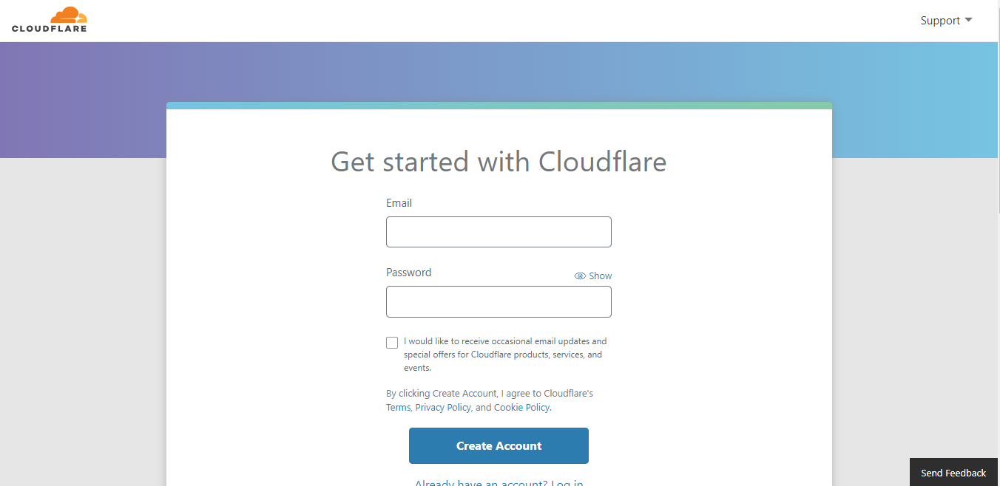 CLOUDFLARE
Support
Get started with Cloudflare
Email
Password
Show
I would like to receive occasional email updates and
special offers for Cloudflare products, services, and
events.
By clicking Create Account, I agree to Cloudflare's
Terms, Privacy Policy, and Cookie Policy.
Create Account
Already have an account? Log in
Send Feedback